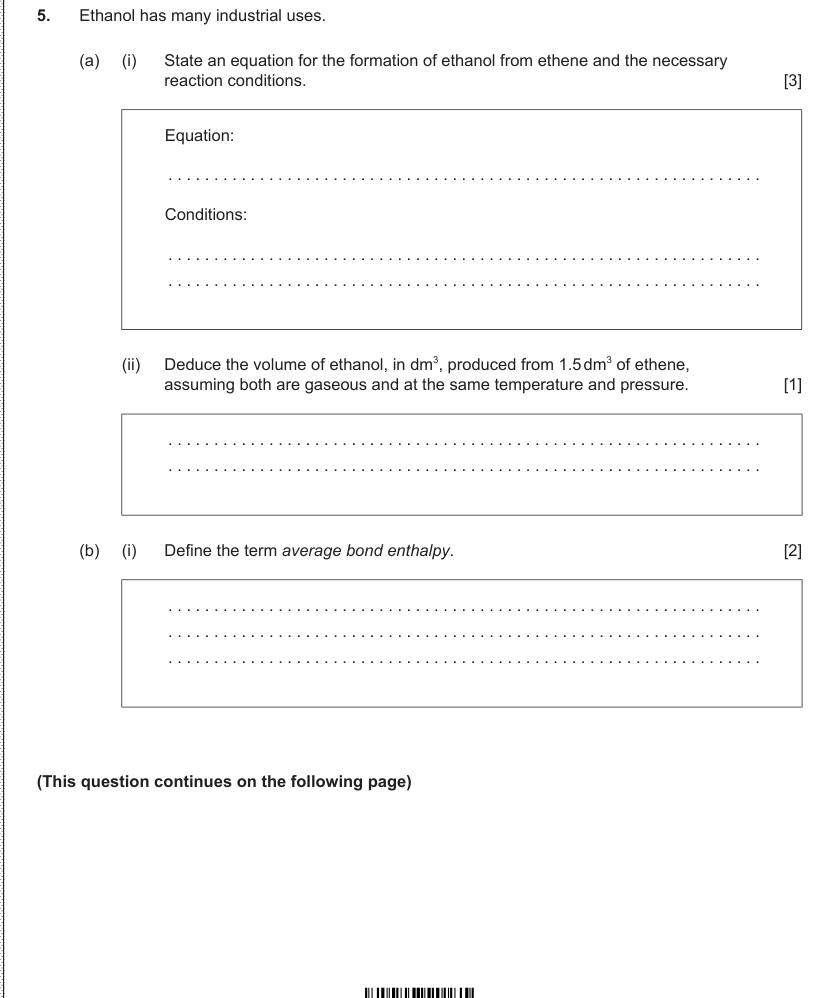 5. Ethanol has many industrial uses.
(a) (i) State an equation for the formation of ethanol from ethene and the necessary
reaction conditions. [3]
Equation:
. . . . . . . . . . . . . . . . . . . . . . . . . . . . . . . . . . . . . . . . . . . . . . . . . . . . . . . . . . . . . . . . . .
Conditions:
. . . . . . . . . . . . . . . . . . . . . . . . . . . . . . . . . . . . . . . . . . . . . . . . . . . . . . . . . . . . . . . . . .
. . . . . . . . . . . . . . . . . . . . . . . . . . . . . . . . . . . . . . . . . . . . . . . . . . . . . . . . . . . . . . . . . .
(ii) Deduce the volume of ethanol, in dm³, produced from 1.5 dm³ of ethene,
assuming both are gaseous and at the same temperature and pressure. [1]
. . . . . . . . . . . . . . . . . . . . . . . . . . . . . . . . . . . . . . . . . . . . . . . . . . . . . . . . . . . . . . . . . .
. . . . . . . . . . . . . . . . . . . . . . . . . . . . . . . . . . . . . . . . . . . . . . . . . . . . . . . . . . . . . . . . . .
(b) (i) Define the term average bond enthalpy. [2]
. . . . . . . . . . . . . . . . . . . . . . . . . . . . . . . . . . . . . . . . . . . . . . . . . . . . . . . . . . . . . . . . . .
. . . . . . . . . . . . . . . . . . . . . . . . . . . . . . . . . . . . . . . . . . . . . . . . . . . . . . . . . . . . . . . . . .
. . . . . . . . . . . . . . . . . . . . . . . . . . . . . . . . . . . . . . . . . . . . . . . . . . . . . . . . . . . . . . . . . .
(This question continues on the following page)